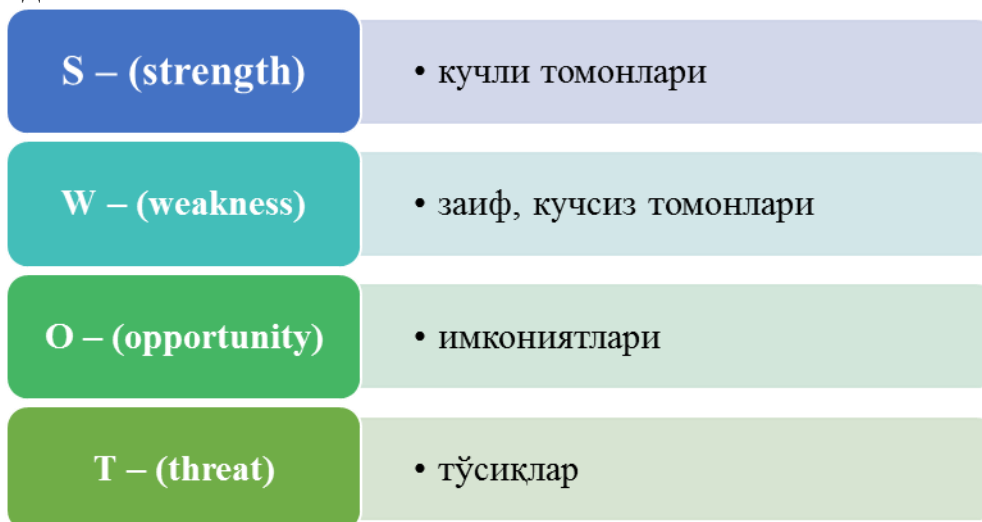 S – (strength)
• кучли томонлари
W – (weakness)
• заиф, кучсиз томонлари
O – (opportunity)
• имкониятлари
T – (threat)
• тўсиқлар